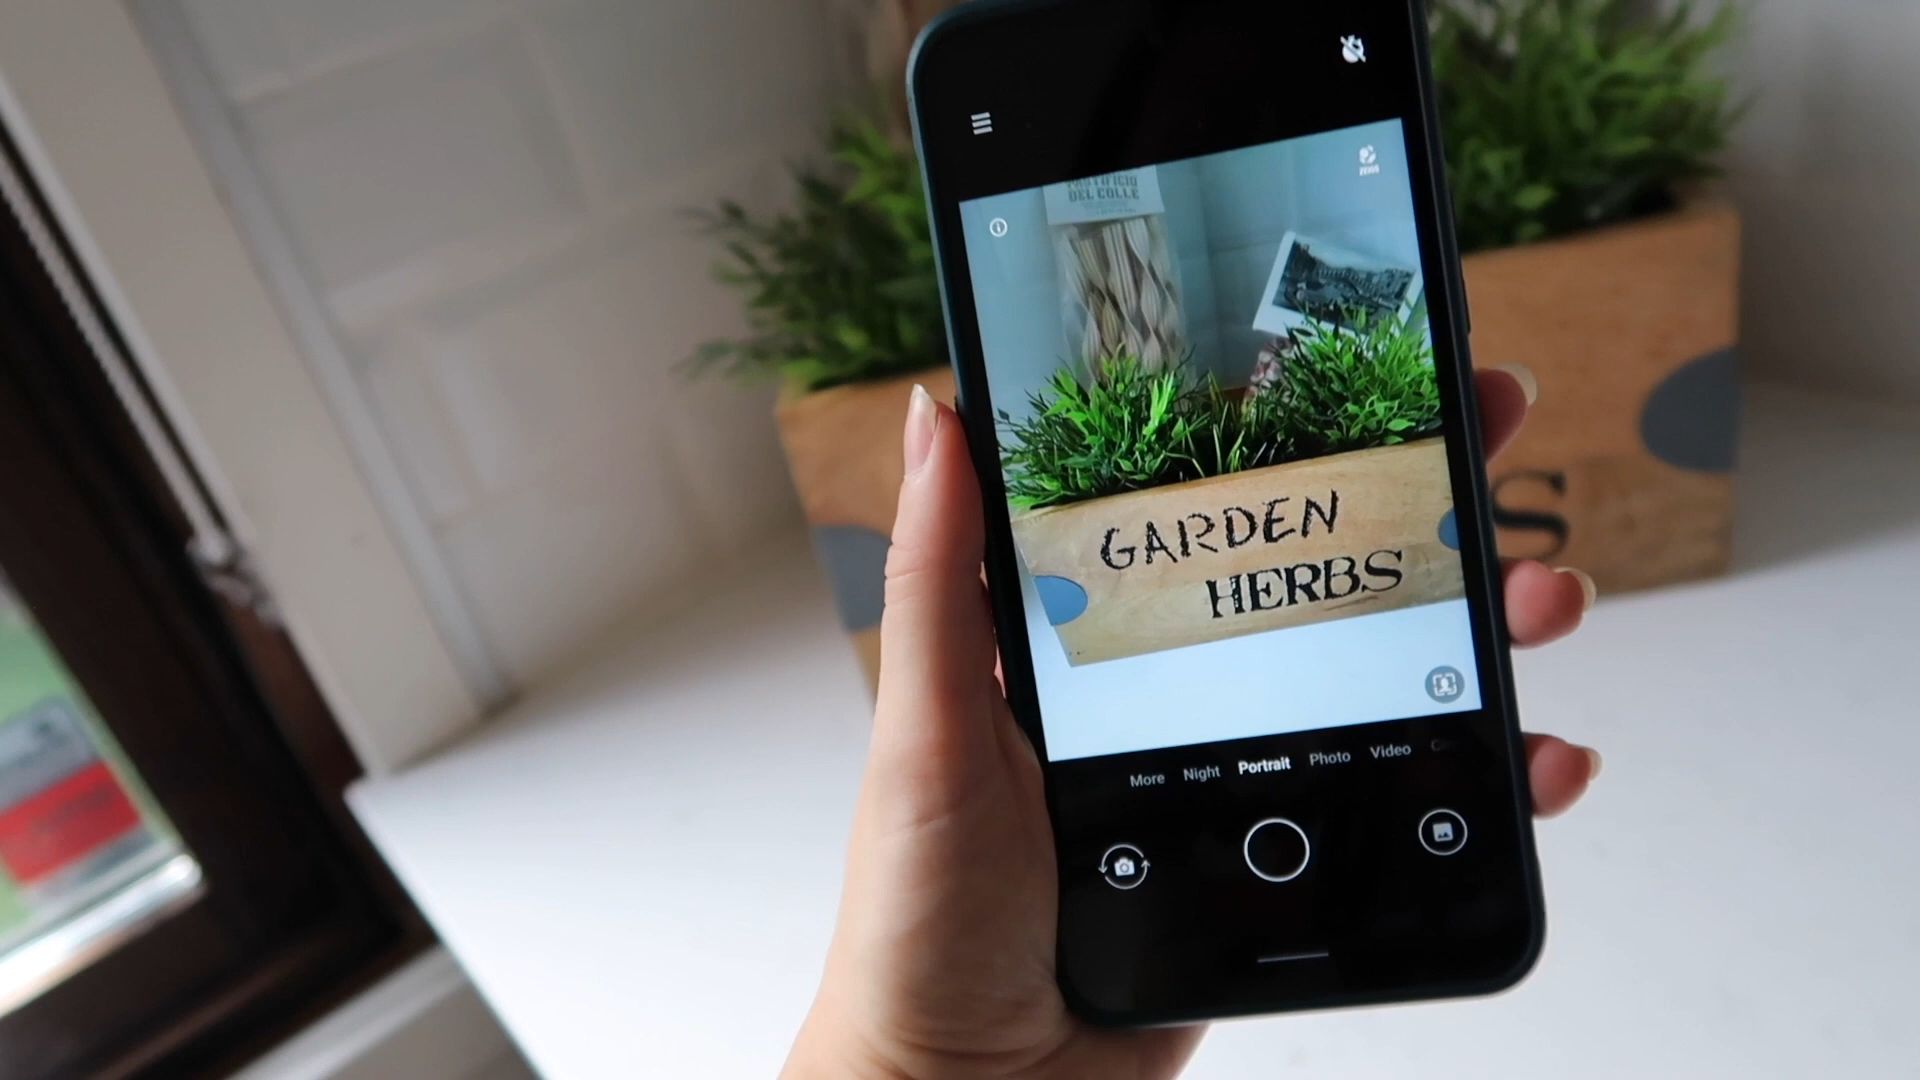 PASTIFICIO
DEL COLLE
GARDEN
HERBS
S
More Night Portrait Photo Video